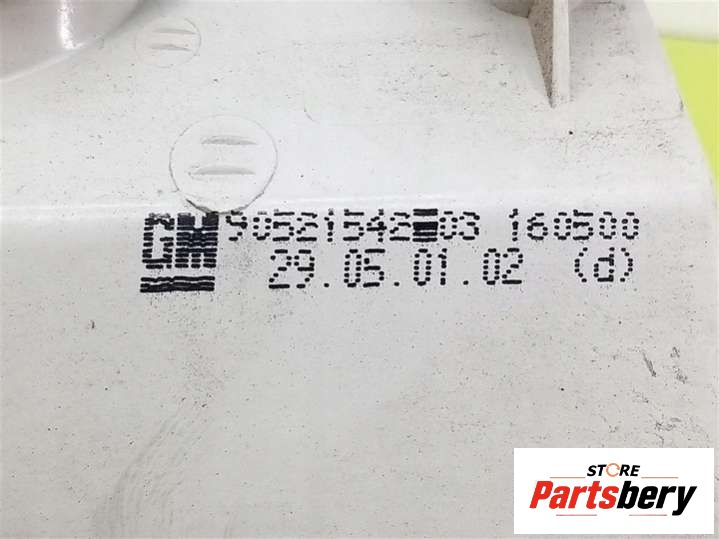 GM 90521542 03 160500
29.05.01.02 (d)
STORE
Partsbery